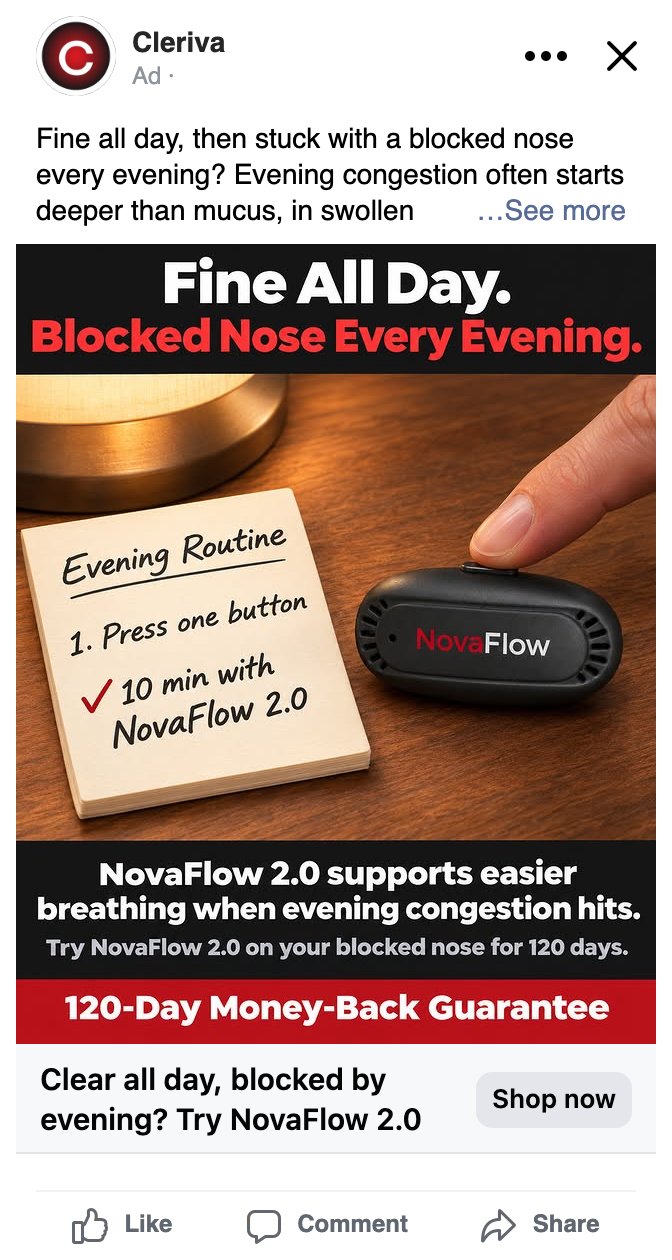 C
Cleriva
Ad ·
Fine all day, then stuck with a blocked nose
every evening? Evening congestion often starts
deeper than mucus, in swollen ...See more
Fine All Day.
Blocked Nose Every Evening.
Evening Routine
1. Press one button
✓ 10 min with
NovaFlow 2.0
NovaFlow
NovaFlow 2.0 supports easier
breathing when evening congestion hits.
Try NovaFlow 2.0 on your blocked nose for 120 days.
120-Day Money-Back Guarantee
Clear all day, blocked by
evening? Try NovaFlow 2.0
Shop now
Like
Comment
Share